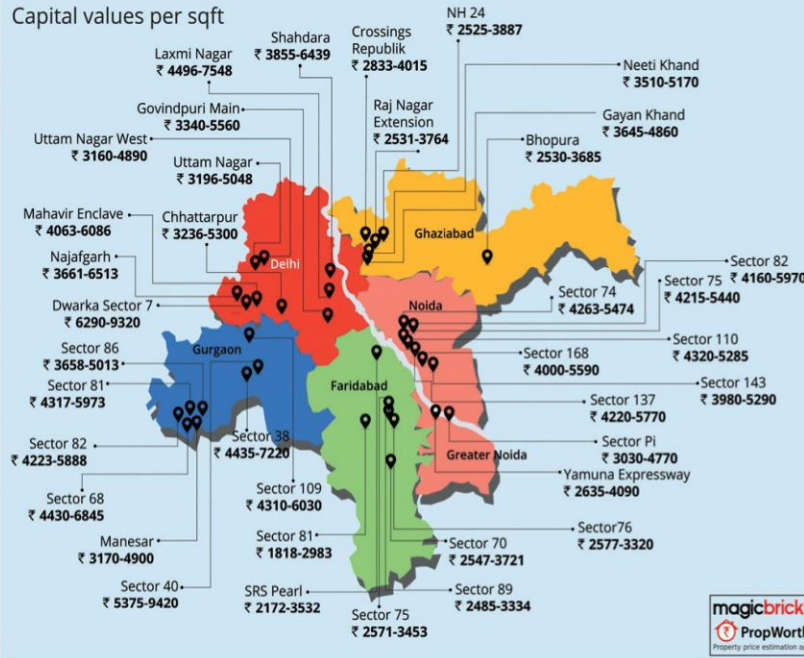 Capital values per sqft
NH 24
₹ 2525-3887
Crossings
Republik
₹ 2833-4015
Shahdara
₹ 3855-6439
Laxmi Nagar
₹ 4496-7548
Neeti Khand
₹ 3510-5170
Govindpuri Main
₹ 3340-5560
Raj Nagar
Extension
₹ 2531-3764
Gayan Khand
₹ 3645-4860
Uttam Nagar West
₹ 3160-4890
Bhopura
₹ 2530-3685
Uttam Nagar
₹ 3196-5048
Mahavir Enclave
₹ 4063-6086
Chhattarpur
₹ 3236-5300
Ghaziabad
Najafgarh
₹ 3661-6513
Delhi
Sector 82
₹ 4160-5970
Sector 75
₹ 4215-5440
Sector 74
₹ 4263-5474
Noida
Dwarka Sector 7
₹ 6290-9320
Sector 110
₹ 4320-5285
Sector 86
₹ 3658-5013
Gurgaon
Sector 168
₹ 4000-5590
Sector 81
₹ 4317-5973
Faridabad
Sector 143
₹ 3980-5290
Sector 137
₹ 4220-5770
Sector 82
₹ 4223-5888
Sector 38
₹ 4435-7220
Sector Pi
₹ 3030-4770
Greater Noida
Yamuna Expressway
₹ 2635-4090
Sector 68
₹ 4430-6845
Sector 109
₹ 4310-6030
Manesar
₹ 3170-4900
Sector 81
₹ 1818-2983
Sector76
₹ 2577-3320
Sector 70
₹ 2547-3721
Sector 40
₹ 5375-9420
SRS Pearl
₹ 2172-3532
Sector 89
₹ 2485-3334
Sector 75
₹ 2571-3453
magicbrick
PropWorth
Property price estimation